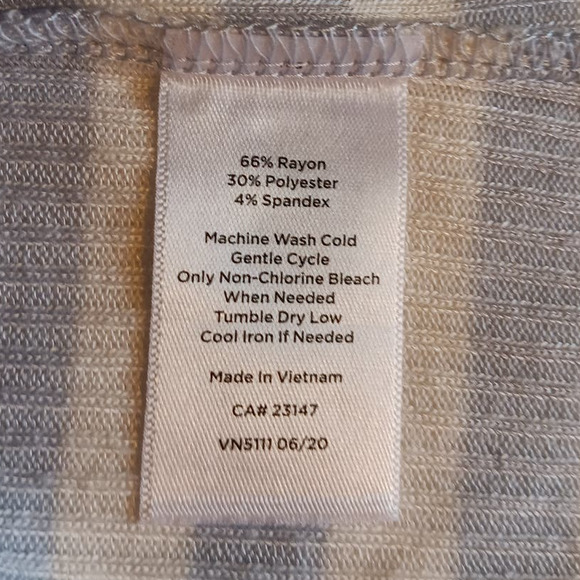 66% Rayon
30% Polyester
4% Spandex
Machine Wash Cold
Gentle Cycle
Only Non-Chlorine Bleach
When Needed
Tumble Dry Low
Cool Iron If Needed
Made In Vietnam
CA# 23147
VN5111 06/20